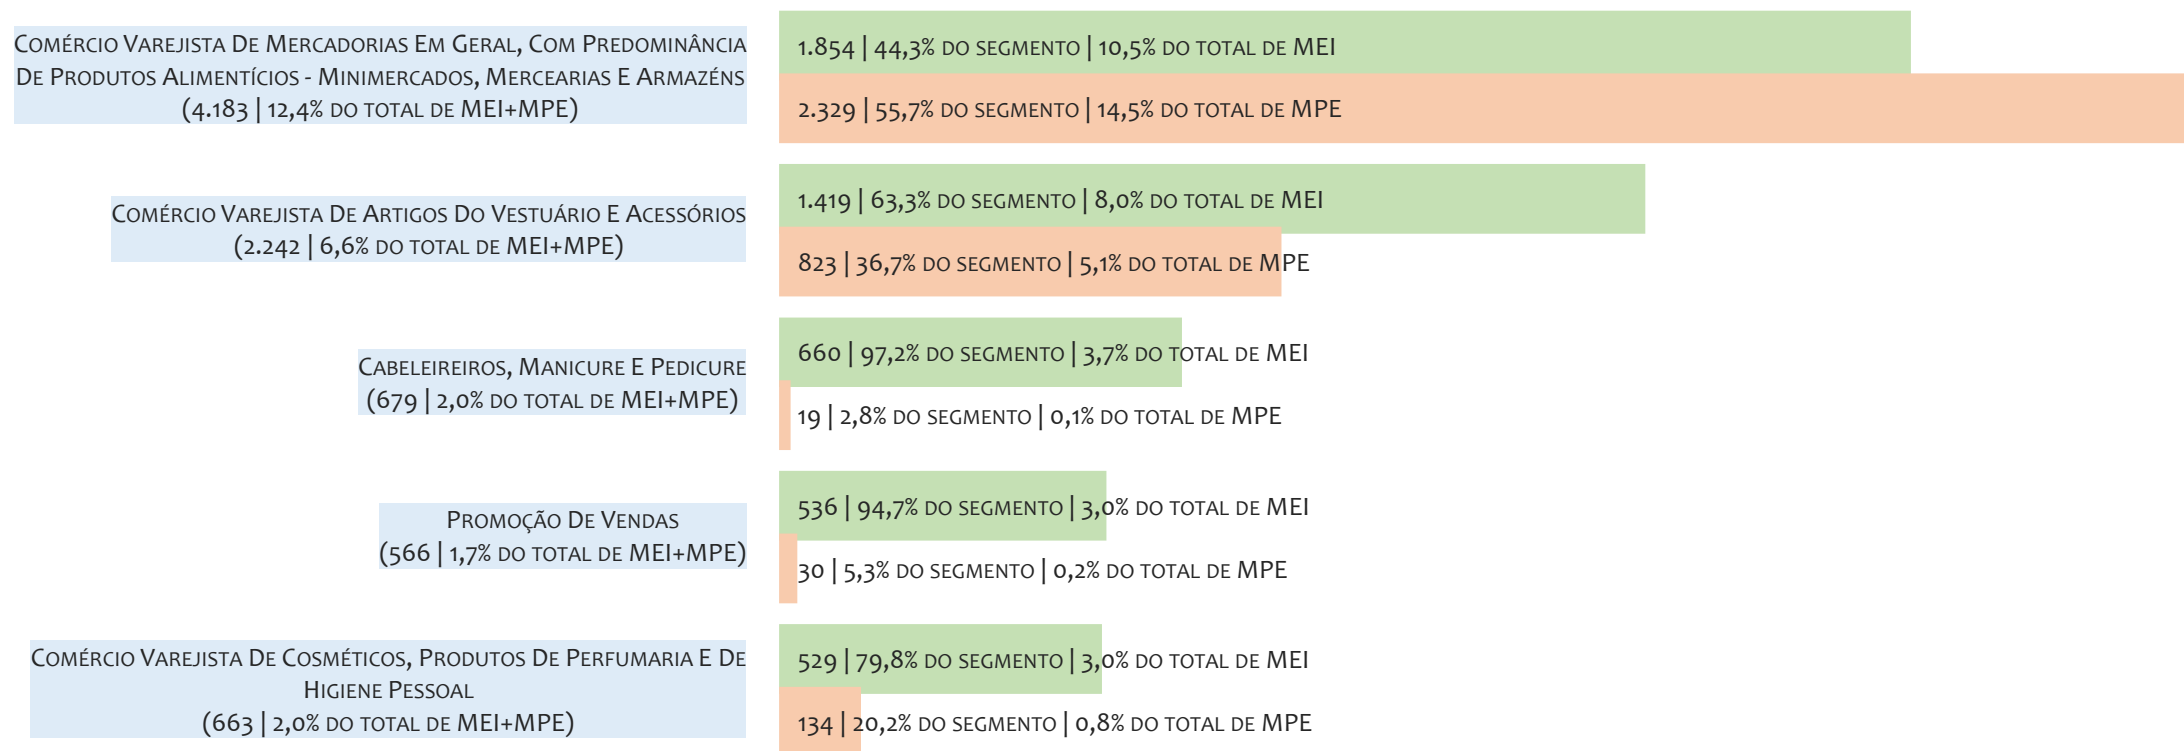 Comércio Varejista De Mercadorias Em Geral, Com Predominância
De Produtos Alimentícios - Minimercados, Mercearias E Armazéns
(4.183 | 12,4% do total de MEI+MPE)
1.854 | 44,3% do segmento | 10,5% do total de MEI
2.329 | 55,7% do segmento | 14,5% do total de MPE
Comércio Varejista De Artigos Do Vestuário E Acessórios
(2.242 | 6,6% do total de MEI+MPE)
1.419 | 63,3% do segmento | 8,0% do total de MEI
823 | 36,7% do segmento | 5,1% do total de MPE
Cabeleireiros, Manicure E Pedicure
(679 | 2,0% do total de MEI+MPE)
660 | 97,2% do segmento | 3,7% do total de MEI
19 | 2,8% do segmento | 0,1% do total de MPE
Promoção De Vendas
(566 | 1,7% do total de MEI+MPE)
536 | 94,7% do segmento | 3,0% do total de MEI
30 | 5,3% do segmento | 0,2% do total de MPE
Comércio Varejista De Cosméticos, Produtos De Perfumaria E De
Higiene Pessoal
(663 | 2,0% do total de MEI+MPE)
529 | 79,8% do segmento | 3,0% do total de MEI
134 | 20,2% do segmento | 0,8% do total de MPE